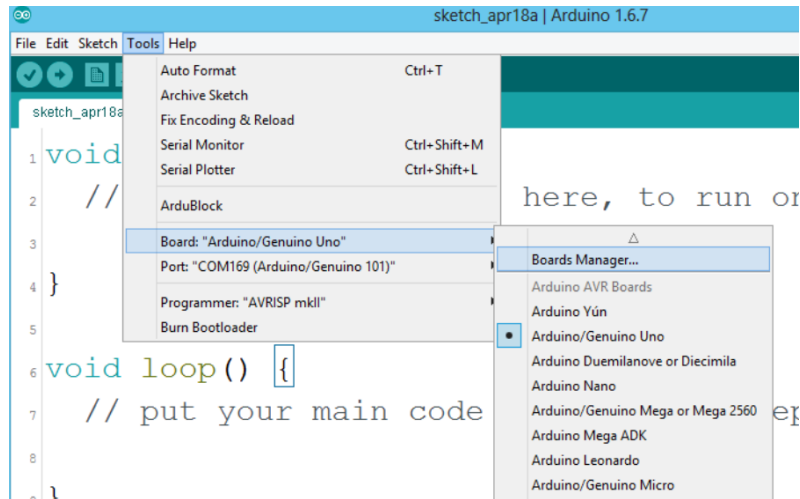 sketch_apr18a | Arduino 1.6.7
File Edit Sketch Tools Help
sketch_apr18a
Auto Format Ctrl+T
Archive Sketch
Fix Encoding & Reload
Serial Monitor Ctrl+Shift+M
Serial Plotter Ctrl+Shift+L
ArduBlock
Board: "Arduino/Genuino Uno"
Port: "COM169 (Arduino/Genuino 101)"
Programmer: "AVRISP mkII"
Burn Bootloader
Boards Manager...
Arduino AVR Boards
Arduino Yún
Arduino/Genuino Uno
Arduino Duemilanove or Diecimila
Arduino Nano
Arduino/Genuino Mega or Mega 2560
Arduino Mega ADK
Arduino Leonardo
Arduino/Genuino Micro
1 void
2 // here, to run
3
4 }
5
6 void loop() {
7 // put your main code
8
}